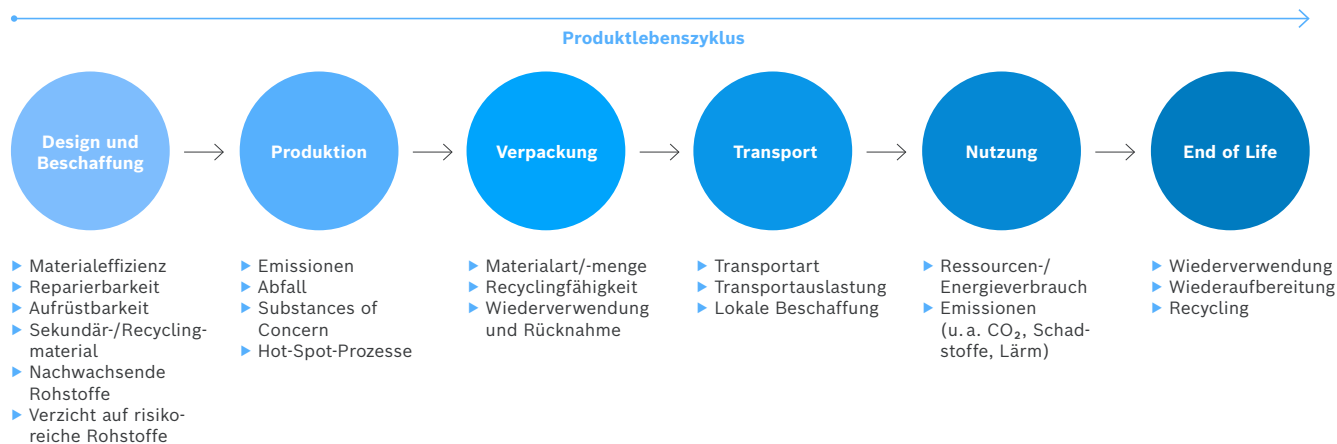 Produktlebenszyklus
Design und
Beschaffung
Produktion
Verpackung
Transport
Nutzung
End of Life
▶ Materialeffizienz
▶ Reparierbarkeit
▶ Aufrüstbarkeit
▶ Sekundär-/Recycling-
material
▶ Nachwachsende
Rohstoffe
▶ Verzicht auf risiko-
reiche Rohstoffe
▶ Emissionen
▶ Abfall
▶ Substances of
Concern
▶ Hot-Spot-Prozesse
▶ Materialart/-menge
▶ Recyclingfähigkeit
▶ Wiederverwendung
und Rücknahme
▶ Transportart
▶ Transportauslastung
▶ Lokale Beschaffung
▶ Ressourcen-/
Energieverbrauch
▶ Emissionen
(u. a. CO₂, Schad-
stoffe, Lärm)
▶ Wiederverwendung
▶ Wiederaufbereitung
▶ Recycling